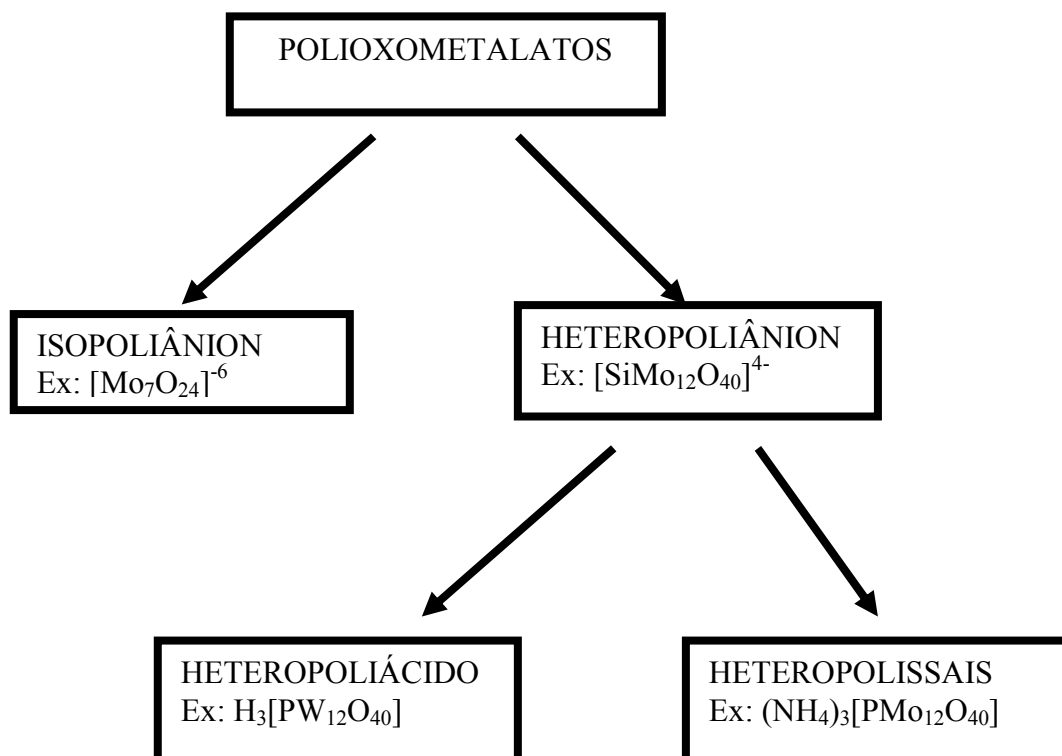 POLIOXOMETALATOS
ISOPOLIÂNION
Ex: [Mo₇O₂₄]⁻⁶
HETEROPOLIÂNION
Ex: [SiMo₁₂O₄₀]⁴⁻
HETEROPOLIÁCIDO
Ex: H₃[PW₁₂O₄₀]
HETEROPOLISSAIS
Ex: (NH₄)₃[PMo₁₂O₄₀]